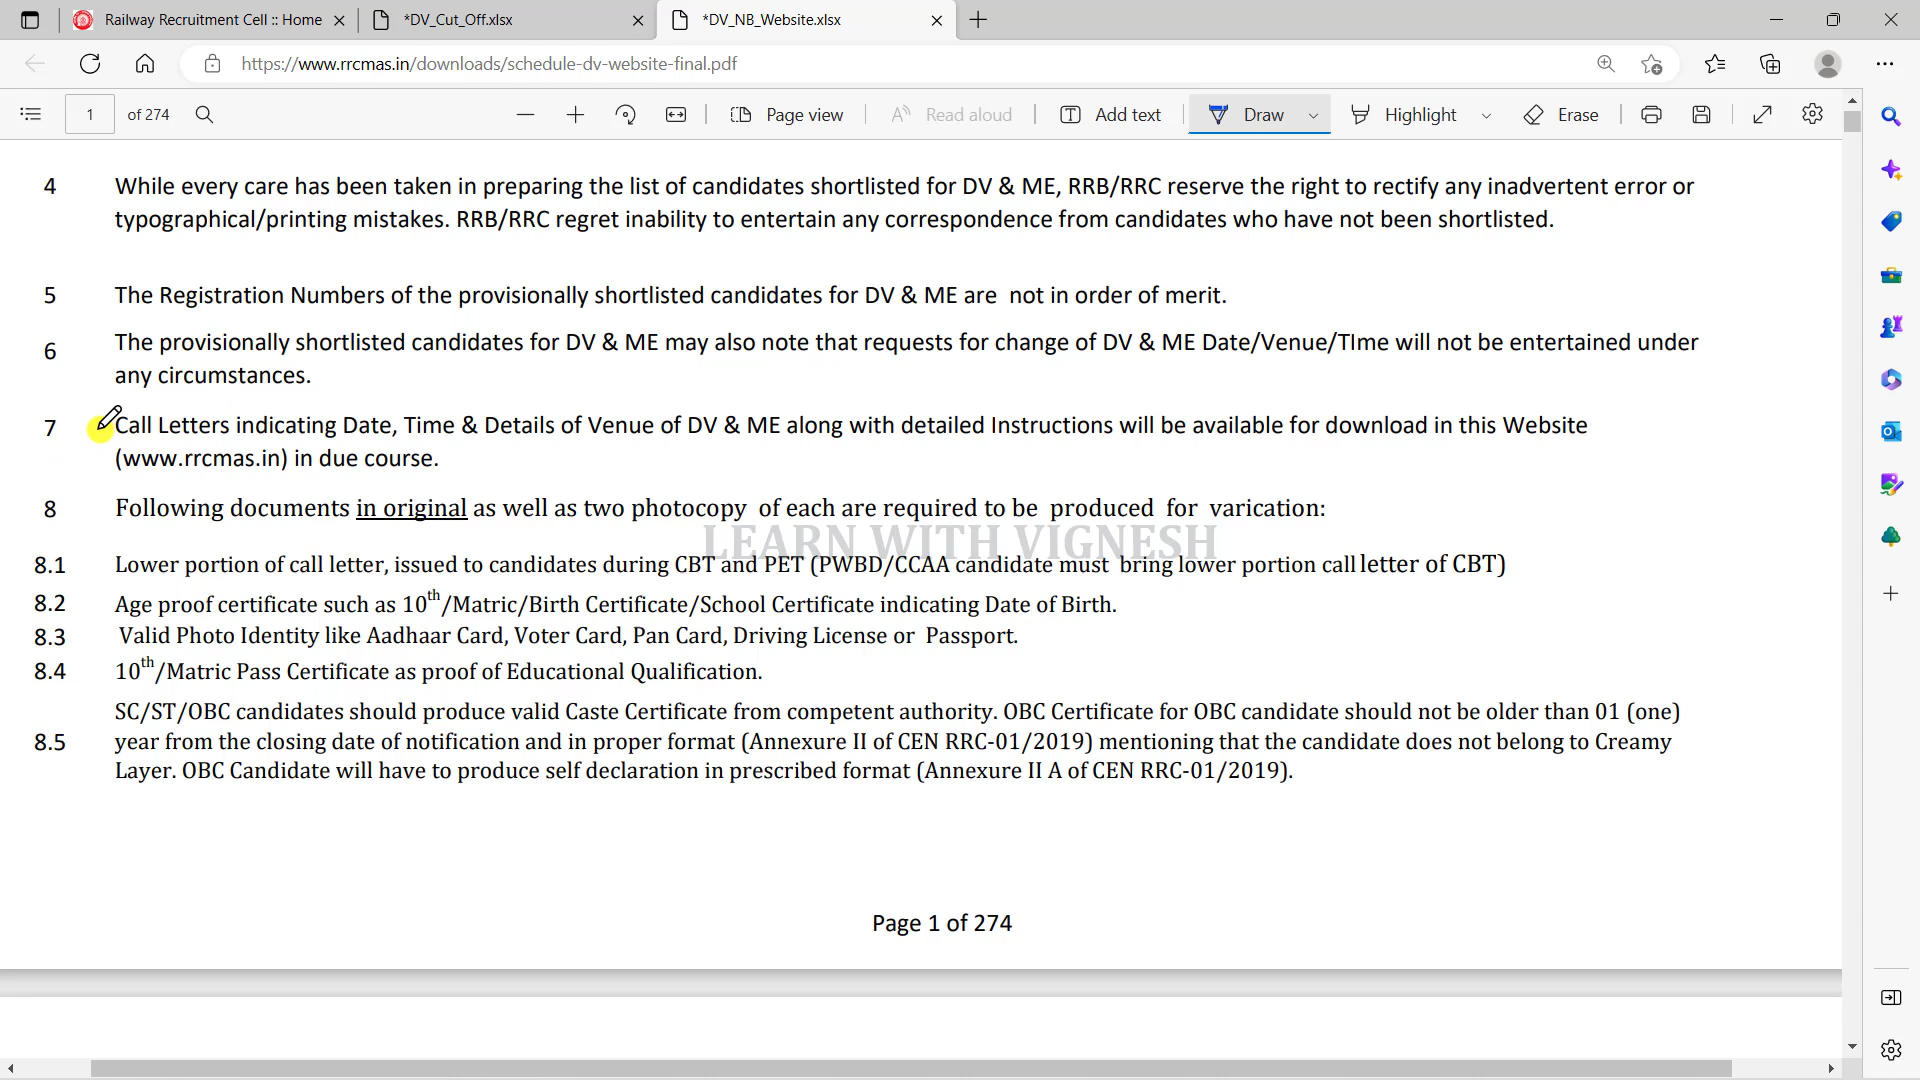 Railway Recruitment Cell :: Home
*DV_Cut_Off.xlsx
*DV_NB_Website.xlsx
https://www.rrcmas.in/downloads/schedule-dv-website-final.pdf
1 of 274
Page view
Read aloud
Add text
Draw
Highlight
Erase
4 While every care has been taken in preparing the list of candidates shortlisted for DV & ME, RRB/RRC reserve the right to rectify any inadvertent error or
typographical/printing mistakes. RRB/RRC regret inability to entertain any correspondence from candidates who have not been shortlisted.
5 The Registration Numbers of the provisionally shortlisted candidates for DV & ME are not in order of merit.
6 The provisionally shortlisted candidates for DV & ME may also note that requests for change of DV & ME Date/Venue/TIme will not be entertained under
any circumstances.
7 Call Letters indicating Date, Time & Details of Venue of DV & ME along with detailed Instructions will be available for download in this Website
(www.rrcmas.in) in due course.
8 Following documents in original as well as two photocopy of each are required to be produced for varication:
LEARN WITH VIGNESH
8.1 Lower portion of call letter, issued to candidates during CBT and PET (PWBD/CCAA candidate must bring lower portion call letter of CBT)
8.2 Age proof certificate such as 10th/Matric/Birth Certificate/School Certificate indicating Date of Birth.
8.3 Valid Photo Identity like Aadhaar Card, Voter Card, Pan Card, Driving License or Passport.
8.4 10th/Matric Pass Certificate as proof of Educational Qualification.
8.5 SC/ST/OBC candidates should produce valid Caste Certificate from competent authority. OBC Certificate for OBC candidate should not be older than 01 (one)
year from the closing date of notification and in proper format (Annexure II of CEN RRC-01/2019) mentioning that the candidate does not belong to Creamy
Layer. OBC Candidate will have to produce self declaration in prescribed format (Annexure II A of CEN RRC-01/2019).
Page 1 of 274